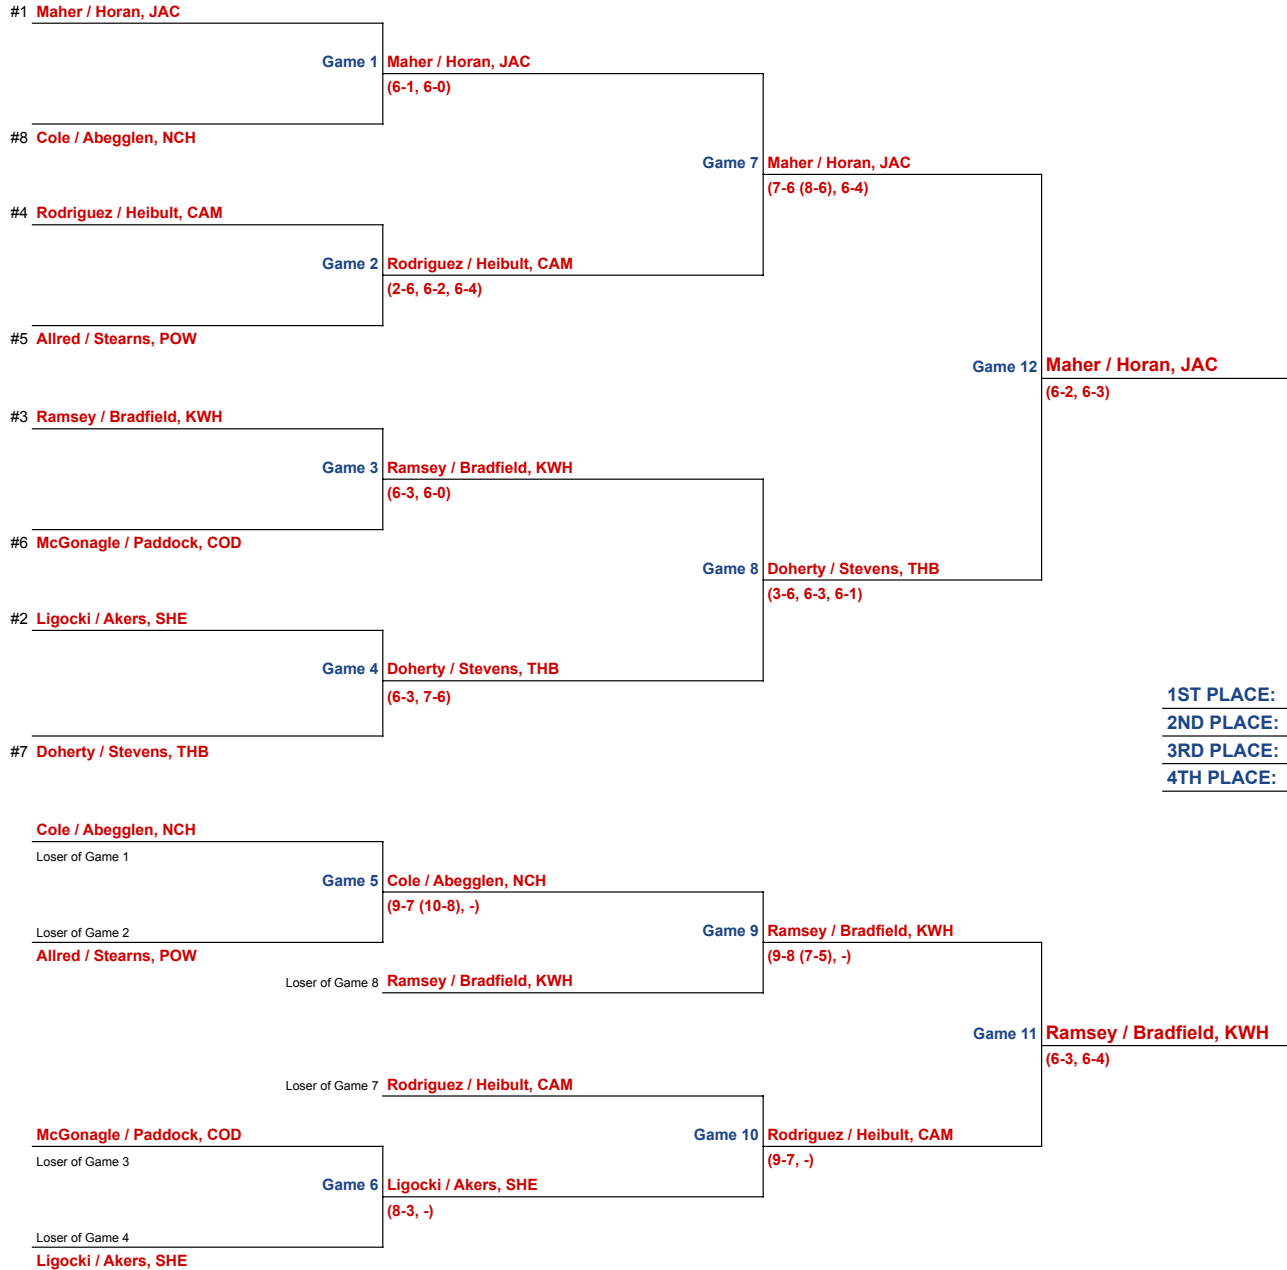 #1 Maher / Horan, JAC
Game 1 Maher / Horan, JAC
(6-1, 6-0)
#8 Cole / Abegglen, NCH
Game 7 Maher / Horan, JAC
(7-6 (8-6), 6-4)
#4 Rodriguez / Heibult, CAM
Game 2 Rodriguez / Heibult, CAM
(2-6, 6-2, 6-4)
#5 Allred / Stearns, POW
Game 12 Maher / Horan, JAC
(6-2, 6-3)
#3 Ramsey / Bradfield, KWH
Game 3 Ramsey / Bradfield, KWH
(6-3, 6-0)
#6 McGonagle / Paddock, COD
Game 8 Doherty / Stevens, THB
(3-6, 6-3, 6-1)
#2 Ligocki / Akers, SHE
Game 4 Doherty / Stevens, THB
(6-3, 7-6)
#7 Doherty / Stevens, THB
1ST PLACE:
2ND PLACE:
3RD PLACE:
4TH PLACE:
Cole / Abegglen, NCH
Loser of Game 1
Game 5 Cole / Abegglen, NCH
(9-7 (10-8), -)
Loser of Game 2
Allred / Stearns, POW
Game 9 Ramsey / Bradfield, KWH
(9-8 (7-5), -)
Loser of Game 8 Ramsey / Bradfield, KWH
Game 11 Ramsey / Bradfield, KWH
(6-3, 6-4)
Loser of Game 7 Rodriguez / Heibult, CAM
McGonagle / Paddock, COD
Loser of Game 3
Game 10 Rodriguez / Heibult, CAM
(9-7, -)
Game 6 Ligocki / Akers, SHE
(8-3, -)
Loser of Game 4
Ligocki / Akers, SHE